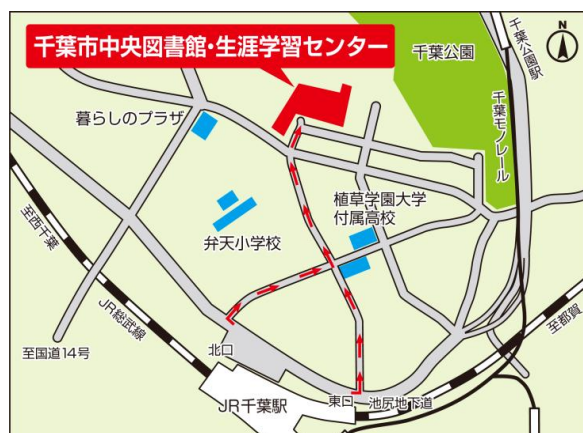 千葉市中央図書館・生涯学習センター
N
千葉公園
千葉公園駅
千葉モノレール
暮らしのプラザ
植草学園大学
付属高校
弁天小学校
至西千葉
JR総武線
至都賀
至国道14号
北口
JR千葉駅
東口
池尻地下道